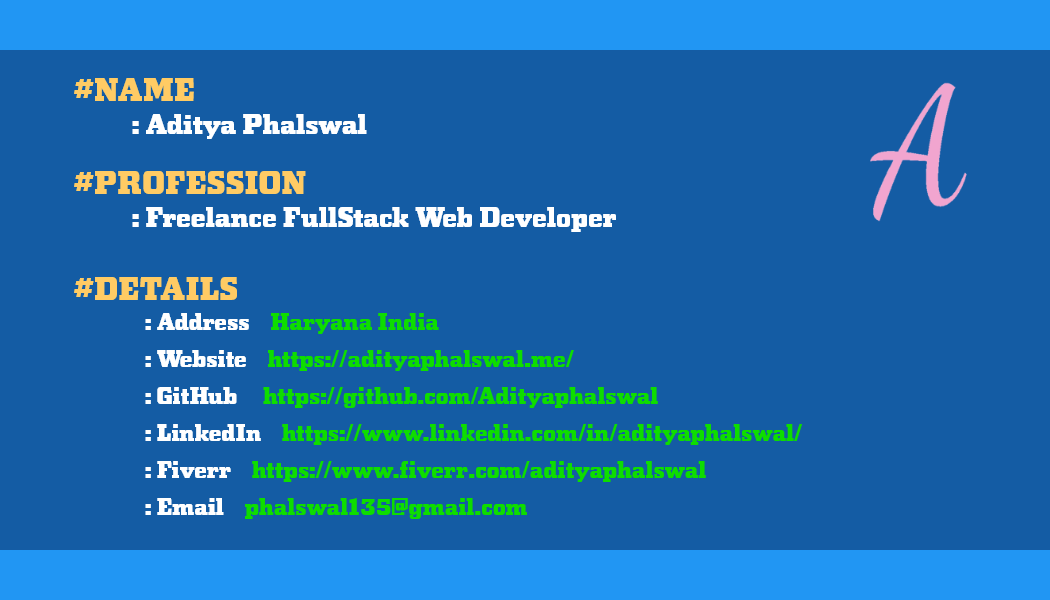 #NAME
: Aditya Phalswal
A
#PROFESSION
: Freelance FullStack Web Developer
#DETAILS
: Address Haryana India
: Website https://adityaphalswal.me/
: GitHub https://github.com/Adityaphalswal
: LinkedIn https://www.linkedin.com/in/adityaphalswal/
: Fiverr https://www.fiverr.com/adityaphalswal
: Email phalswal135@gmail.com